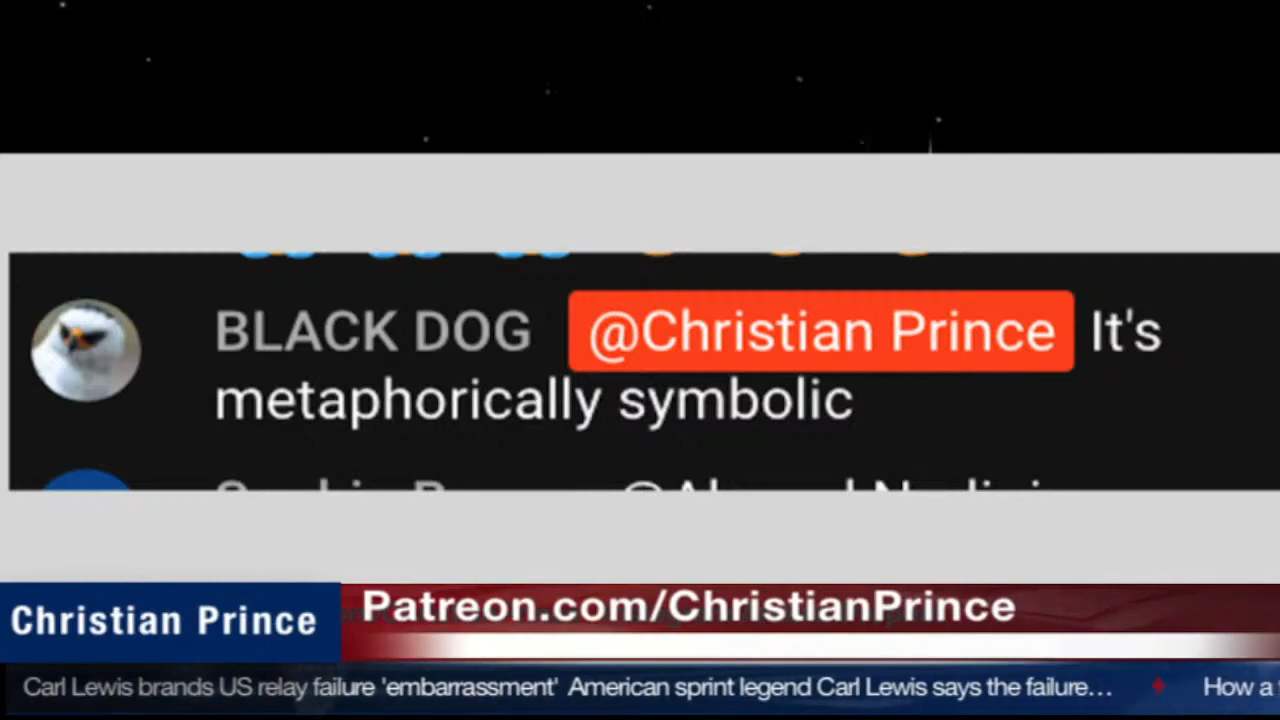 BLACK DOG @Christian Prince It's
metaphorically symbolic
Christian Prince
Patreon.com/ChristianPrince
Carl Lewis brands US relay failure 'embarrassment' American sprint legend Carl Lewis says the failure… How a